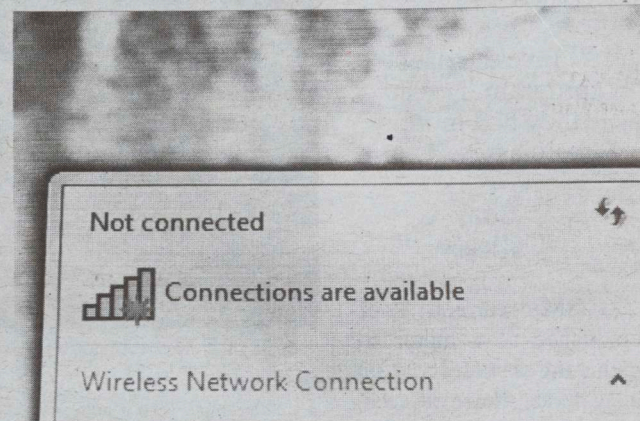 Not connected
Connections are available
Wireless Network Connection